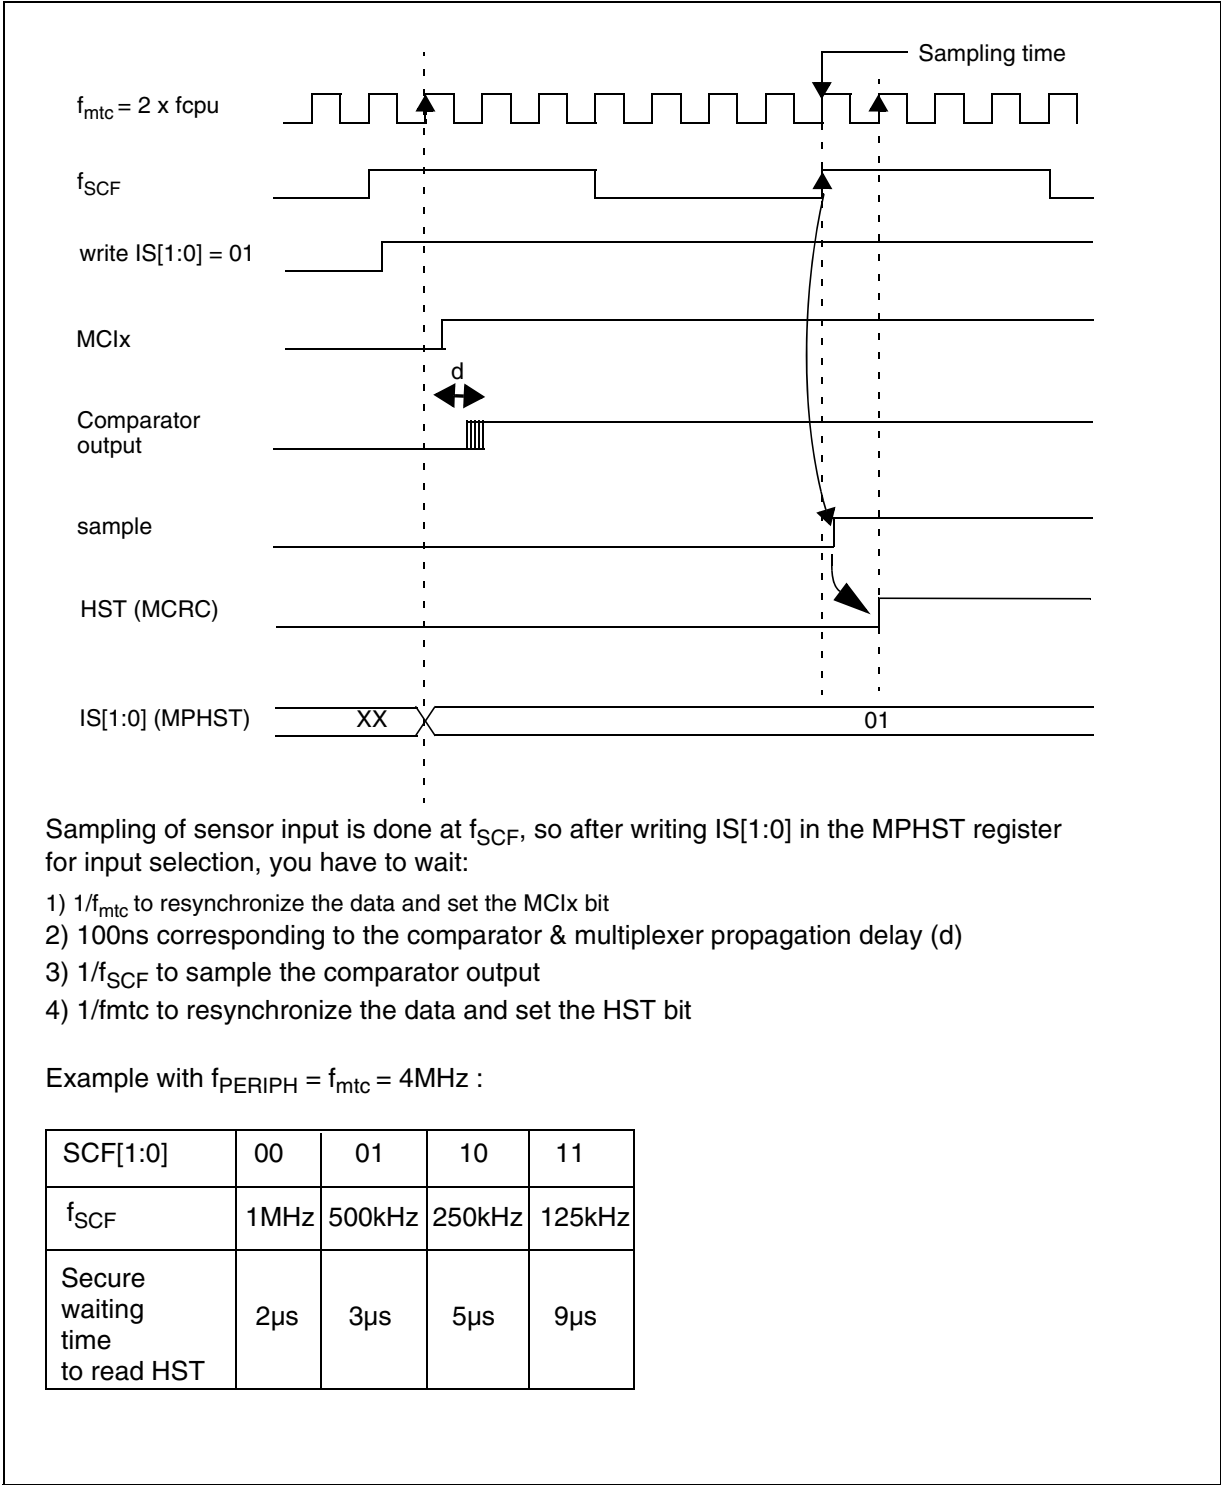 Sampling time
fmtc = 2 x fcpu
fSCF
write IS[1:0] = 01
MCIx
d
Comparator
output
sample
HST (MCRC)
IS[1:0] (MPHST)
XX
01
Sampling of sensor input is done at fSCF, so after writing IS[1:0] in the MPHST register
for input selection, you have to wait:
1) 1/fmtc to resynchronize the data and set the MCIx bit
2) 100ns corresponding to the comparator & multiplexer propagation delay (d)
3) 1/fSCF to sample the comparator output
4) 1/fmtc to resynchronize the data and set the HST bit
Example with fPERIPH = fmtc = 4MHz :
SCF[1:0] 00 01 10 11
fSCF 1MHz 500kHz 250kHz 125kHz
Secure
waiting
time
to read HST
2µs 3µs 5µs 9µs